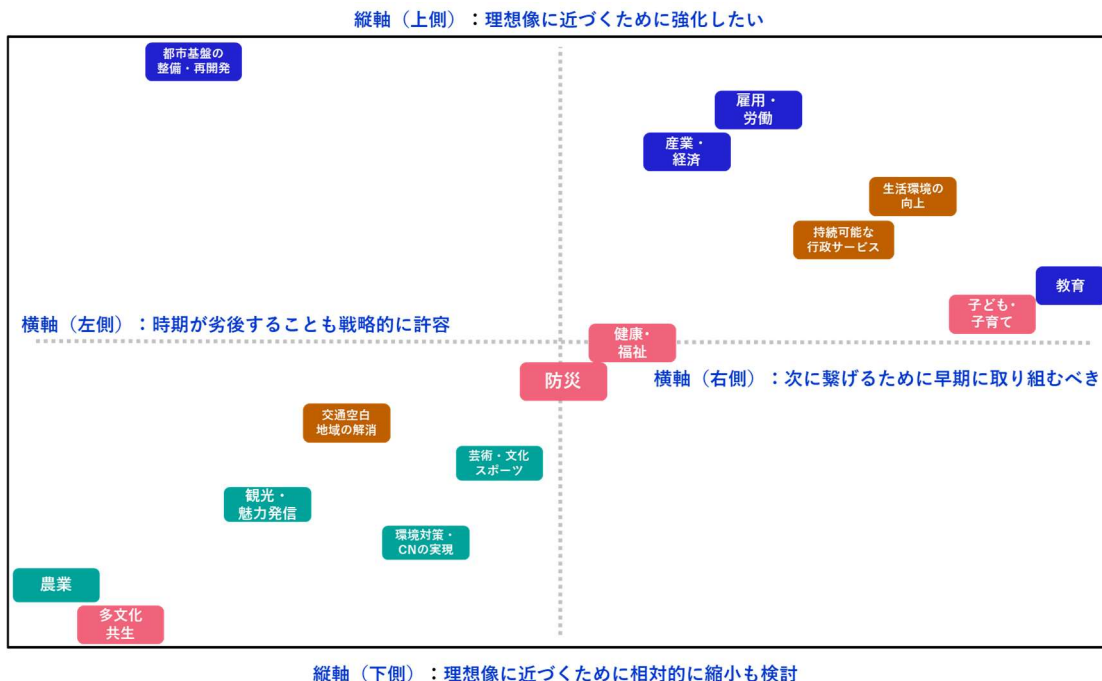 縦軸（上側）：理想像に近づくために強化したい
都市基盤の
整備・再開発
雇用・
労働
産業・
経済
生活環境の
向上
持続可能な
行政サービス
教育
子ども・
子育て
横軸（左側）：時期が劣後することも戦略的に許容
健康・
福祉
防災
横軸（右側）：次に繋げるために早期に取り組むべき
交通空白
地域の解消
芸術・文化
スポーツ
観光・
魅力発信
環境対策・
CNの実現
農業
多文化
共生
縦軸（下側）：理想像に近づくために相対的に縮小も検討